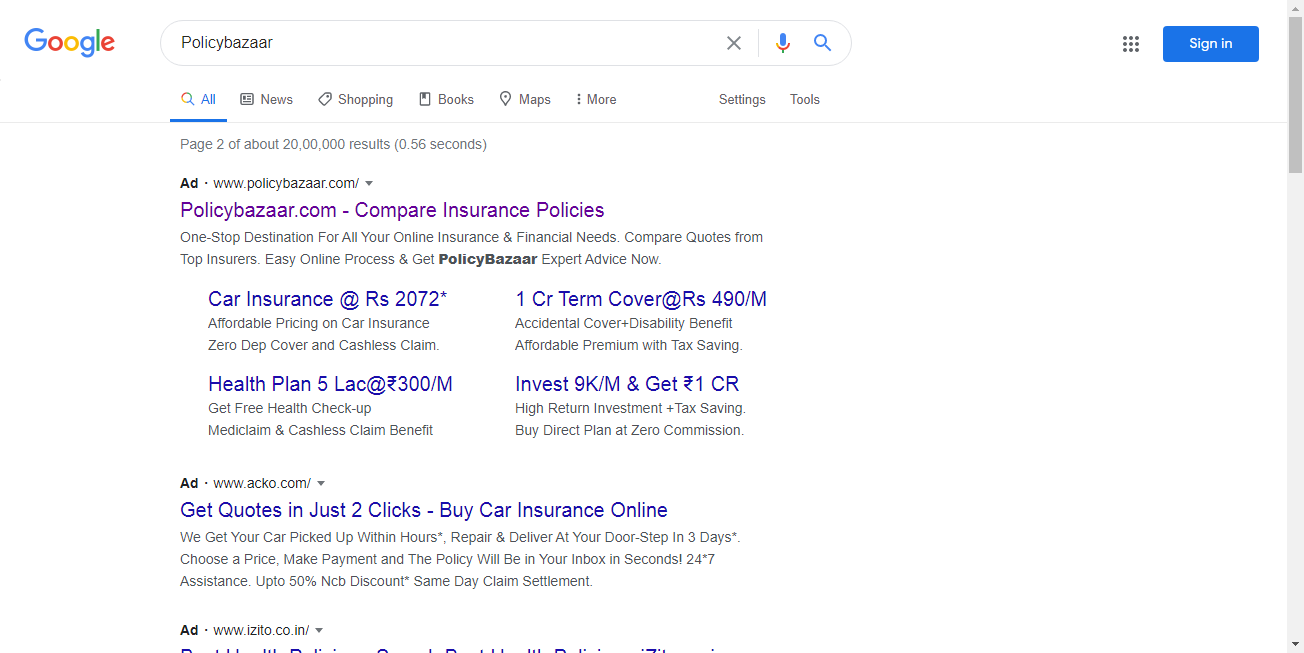 Google
Policybazaar
Sign in
All News Shopping Books Maps More Settings Tools
Page 2 of about 20,00,000 results (0.56 seconds)
Ad · www.policybazaar.com/
Policybazaar.com - Compare Insurance Policies
One-Stop Destination For All Your Online Insurance & Financial Needs. Compare Quotes from
Top Insurers. Easy Online Process & Get PolicyBazaar Expert Advice Now.
Car Insurance @ Rs 2072*
Affordable Pricing on Car Insurance
Zero Dep Cover and Cashless Claim.
1 Cr Term Cover@Rs 490/M
Accidental Cover+Disability Benefit
Affordable Premium with Tax Saving.
Health Plan 5 Lac@₹300/M
Get Free Health Check-up
Mediclaim & Cashless Claim Benefit
Invest 9K/M & Get ₹1 CR
High Return Investment +Tax Saving.
Buy Direct Plan at Zero Commission.
Ad · www.acko.com/
Get Quotes in Just 2 Clicks - Buy Car Insurance Online
We Get Your Car Picked Up Within Hours*, Repair & Deliver At Your Door-Step In 3 Days*.
Choose a Price, Make Payment and The Policy Will Be in Your Inbox in Seconds! 24*7
Assistance. Upto 50% Ncb Discount* Same Day Claim Settlement.
Ad · www.izito.co.in/